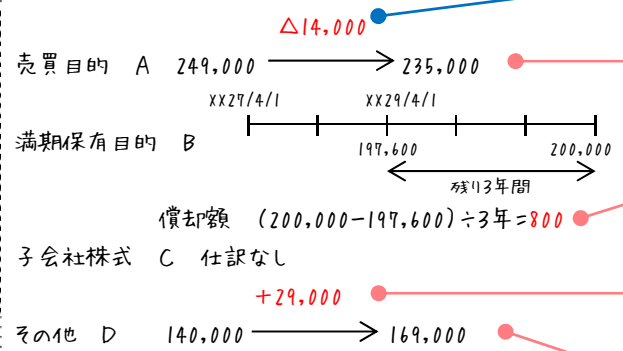 △14,000
売買目的 A 249,000 235,000
XX27/4/1 XX29/4/1
満期保有目的 B 197,600 200,000
残り3年間
償却額 (200,000-197,600)÷3年=800
子会社株式 C 仕訳なし
+29,000
その他 D 140,000 169,000